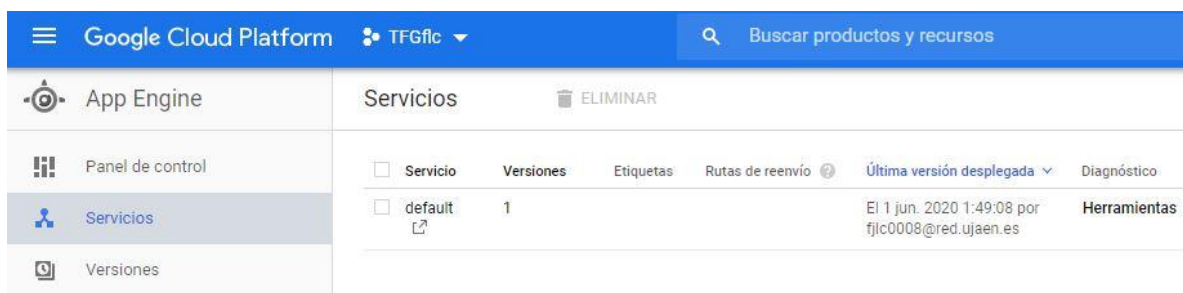 Google Cloud Platform TFGflc Buscar productos y recursos
App Engine Servicios ELIMINAR
Panel de control
Servicios
Versiones
Servicio Versiones Etiquetas Rutas de reenvío Última versión desplegada Diagnóstico
default 1 El 1 jun. 2020 1:49:08 por Herramientas
fjlc0008@red.ujaen.es